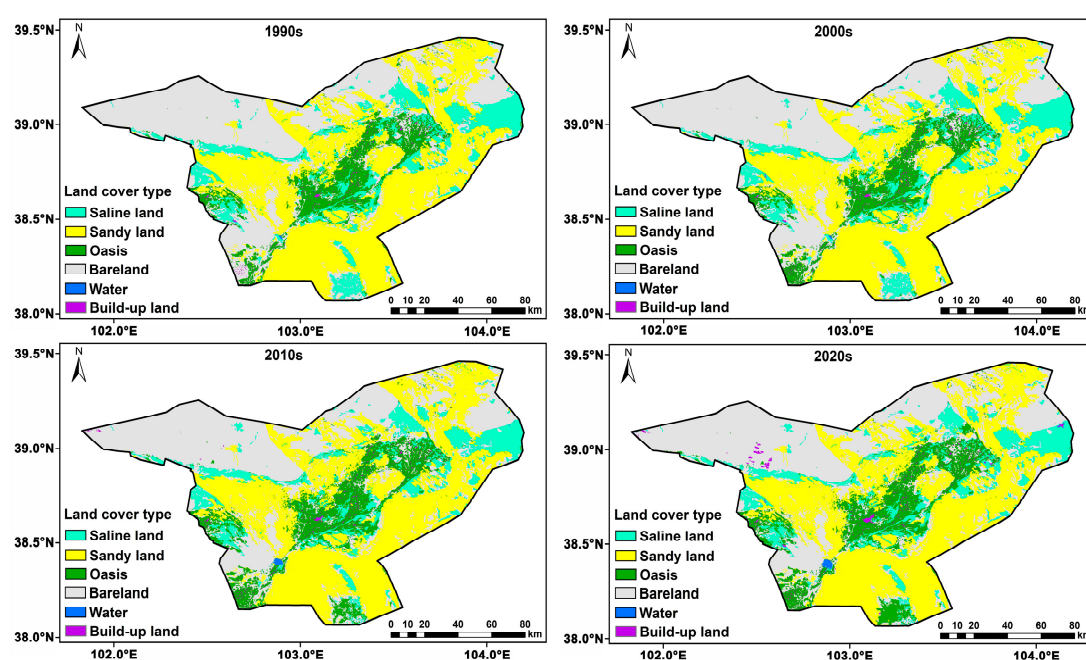 1990s
N
39.5°N
39.0°N
38.5°N
38.0°N
Land cover type
Saline land
Sandy land
Oasis
Bareland
Water
Build-up land
0 10 20 40 60 80
km
102.0°E 103.0°E 104.0°E
2000s
N
39.5°N
39.0°N
38.5°N
38.0°N
Land cover type
Saline land
Sandy land
Oasis
Bareland
Water
Build-up land
0 10 20 40 60 80
km
102.0°E 103.0°E 104.0°E
2010s
N
39.5°N
39.0°N
38.5°N
38.0°N
Land cover type
Saline land
Sandy land
Oasis
Bareland
Water
Build-up land
0 10 20 40 60 80
km
102.0°E 103.0°E 104.0°E
2020s
N
39.5°N
39.0°N
38.5°N
38.0°N
Land cover type
Saline land
Sandy land
Oasis
Bareland
Water
Build-up land
0 10 20 40 60 80
km
102.0°E 103.0°E 104.0°E